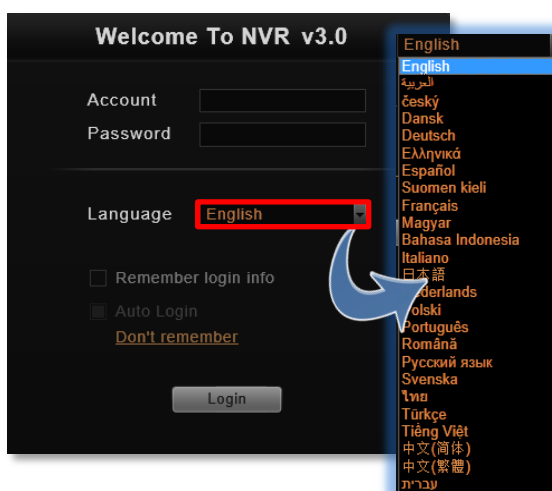 Welcome To NVR v3.0
Account
Password
Language
English
Remember login info
Auto Login
Don't remember
Login
English
English
العربية
český
Dansk
Deutsch
Ελληνικά
Español
Suomen kieli
Français
Magyar
Bahasa Indonesia
Italiano
日本語
Português
Română
Русский язык
Svenska
ไทย
Türkçe
Tiếng Việt
中文(简体)
中文(繁體)
עברית